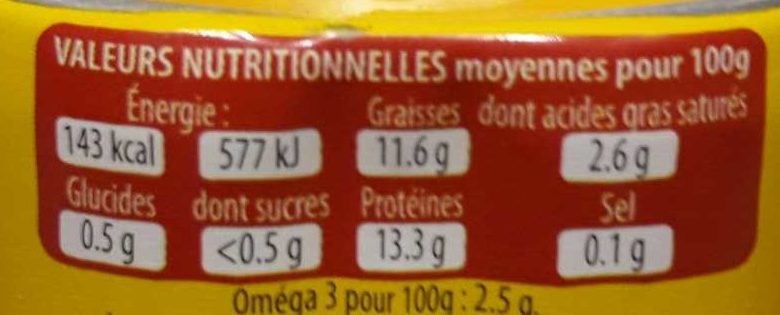 VALEURS NUTRITIONNELLES moyennes pour 100g
Énergie : Graisses dont acides gras saturés
143 kcal 577 kJ 11.6 g 2.6 g
Glucides dont sucres Protéines Sel
0.5 g <0.5 g 13.3 g 0.1 g
Oméga 3 pour 100g : 2.5 g.